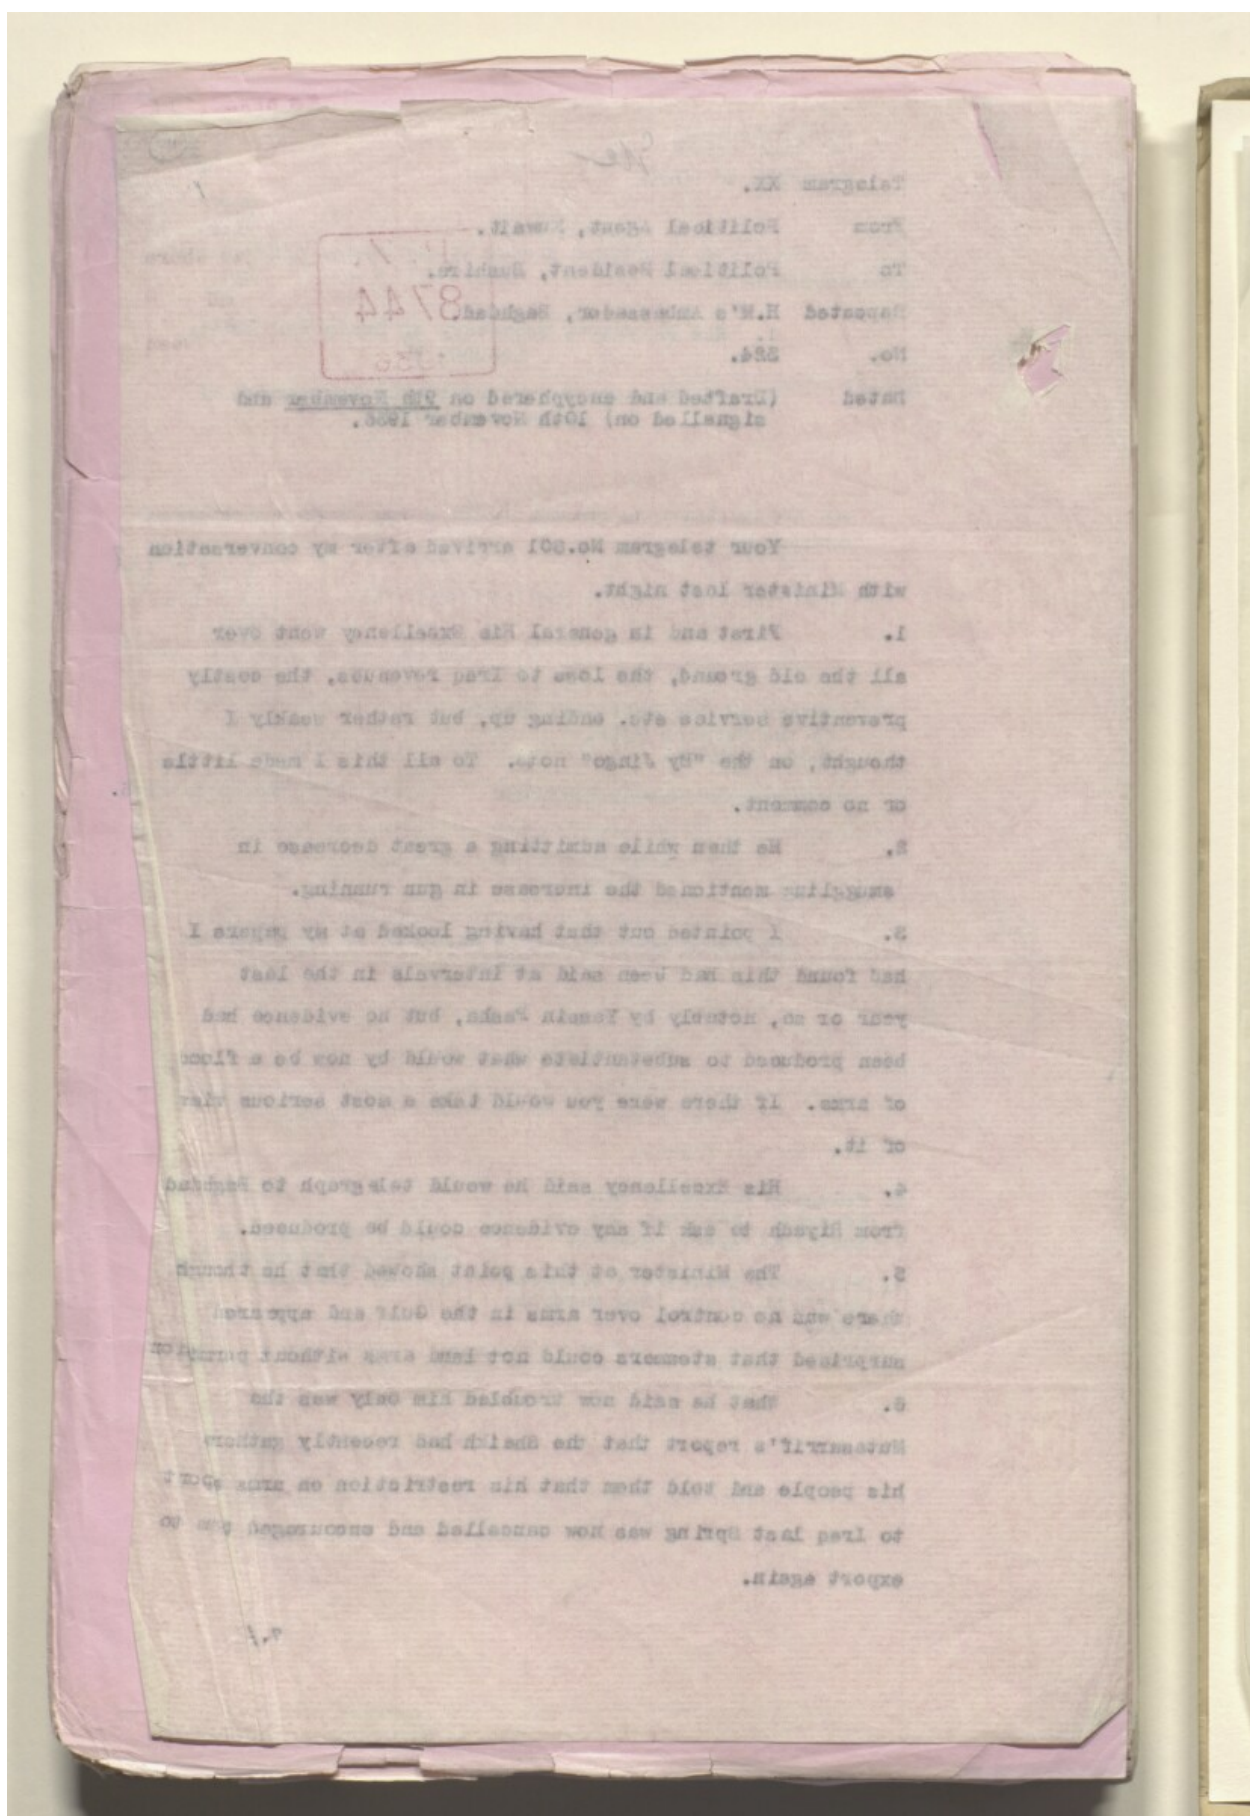 Telegram XX.
From Political Agent, Kuwait.
To Political Resident, Bushire.
Repeated H.M's Ambassador, Baghdad.
8744
No. 324.
Dated (Drafted and encyphered on 9th November and
signalled on) 10th November 1936.
Your telegram No.801 arrived after my conversation
with Minister last night.
1. First and in general His Excellency went over
all the old ground, the loss to Iraq revenues, the costly
preventive service etc. ending up, but rather weakly I
thought, on the "By Jingo" note. To all this I made little
or no comment.
2. He then while admitting a great decrease in
smuggling mentioned the increase in gun running.
3. I pointed out that having looked at my papers I
had found this had been said at intervals in the last
year or so, notably by Yassin Pasha, but no evidence had
been produced to substantiate what would by now be a flood
of arms. If there were you would take a most serious view
of it.
4. His Excellency said he would telegraph to Baghdad
from Riyadh to ask if any evidence could be produced.
5. The Minister at this point showed that he though
there was no control over arms in the Gulf and appeared
surprised that steamers could not land arms without
6. What he said now troubled him only was the
Mutasarrif's report that the Sheikh had recently gathere
his people and told them that his restriction on arms
to Iraq last Spring was now cancelled and encouraged to
export again.
7./